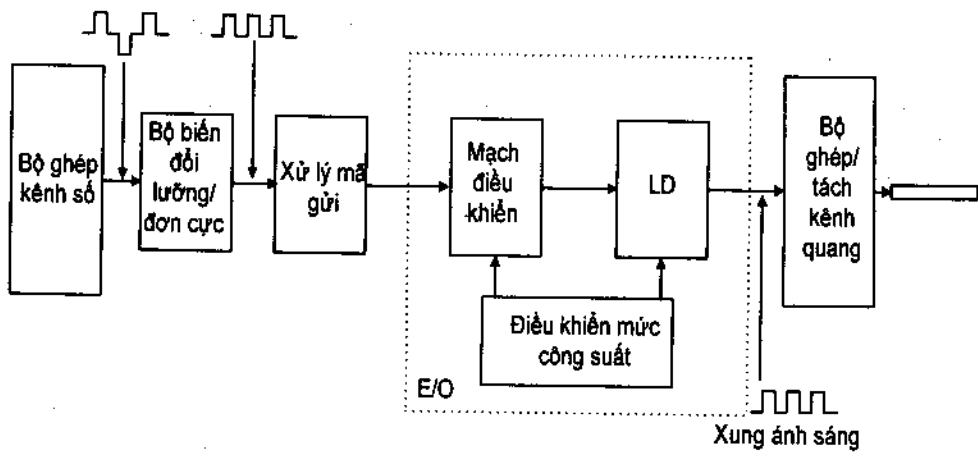 Bộ ghép
kênh số
Bộ biến
đổi
lưỡng/
đơn cực
Xử lý mã
gửi
Mạch
điều
khiển
LD
Bộ
ghép/
tách
kênh
quang
Điều khiển mức
công suất
E/O
Xung ánh sáng